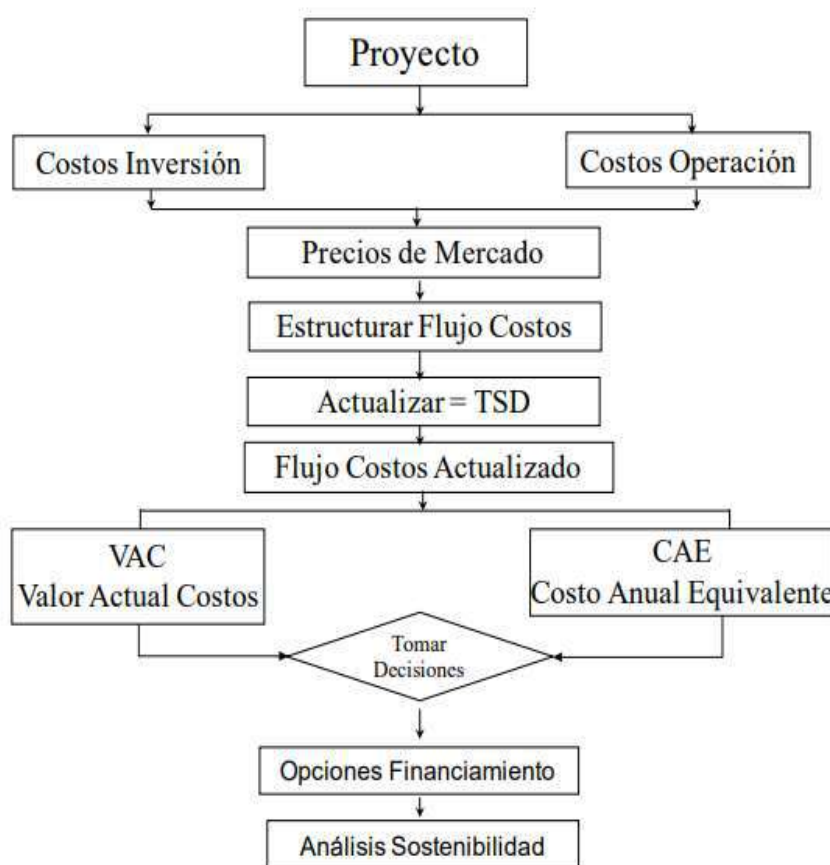 Proyecto
Costos Inversión
Costos Operación
Precios de Mercado
Estructurar Flujo Costos
Actualizar = TSD
Flujo Costos Actualizado
VAC
Valor Actual Costos
CAE
Costo Anual Equivalente
Tomar
Decisiones
Opciones Financiamiento
Análisis Sostenibilidad